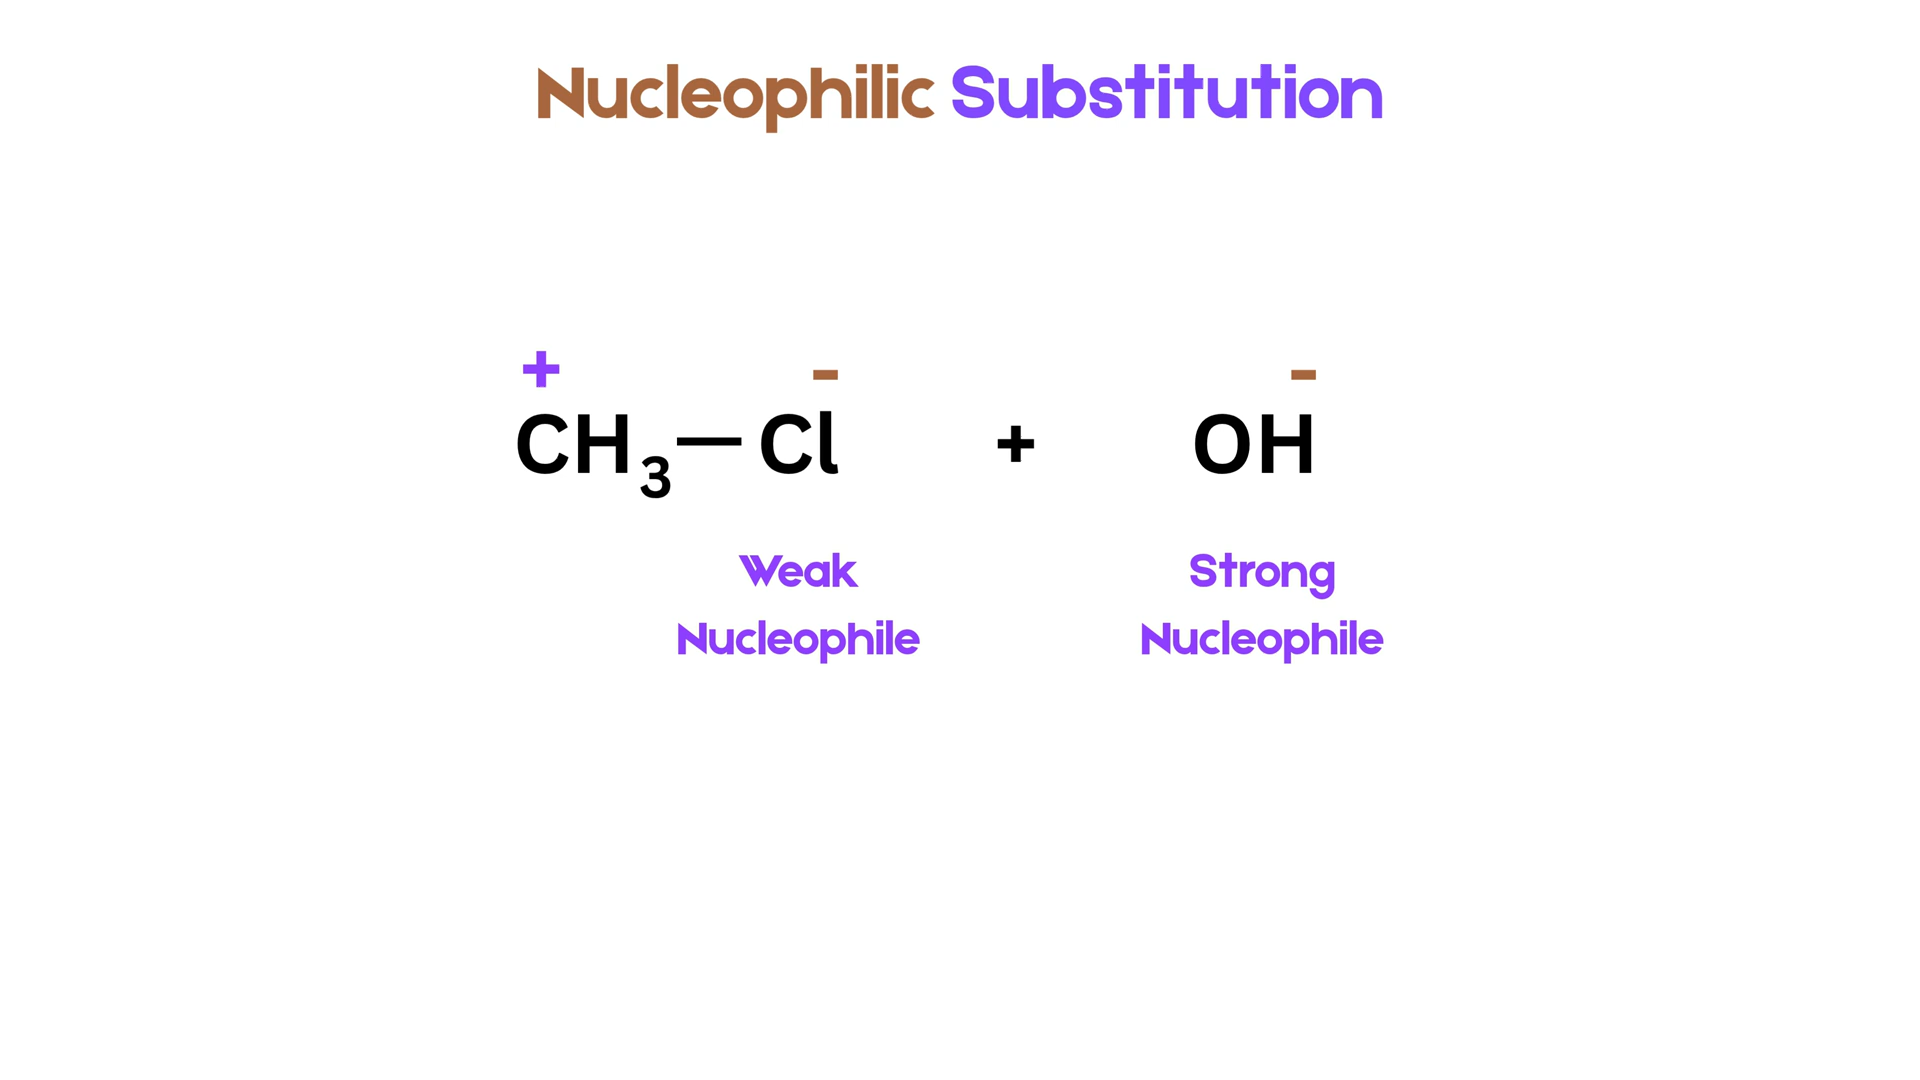 Nucleophilic Substitution
+ - -
CH₃—Cl + OH
Weak Strong
Nucleophile Nucleophile